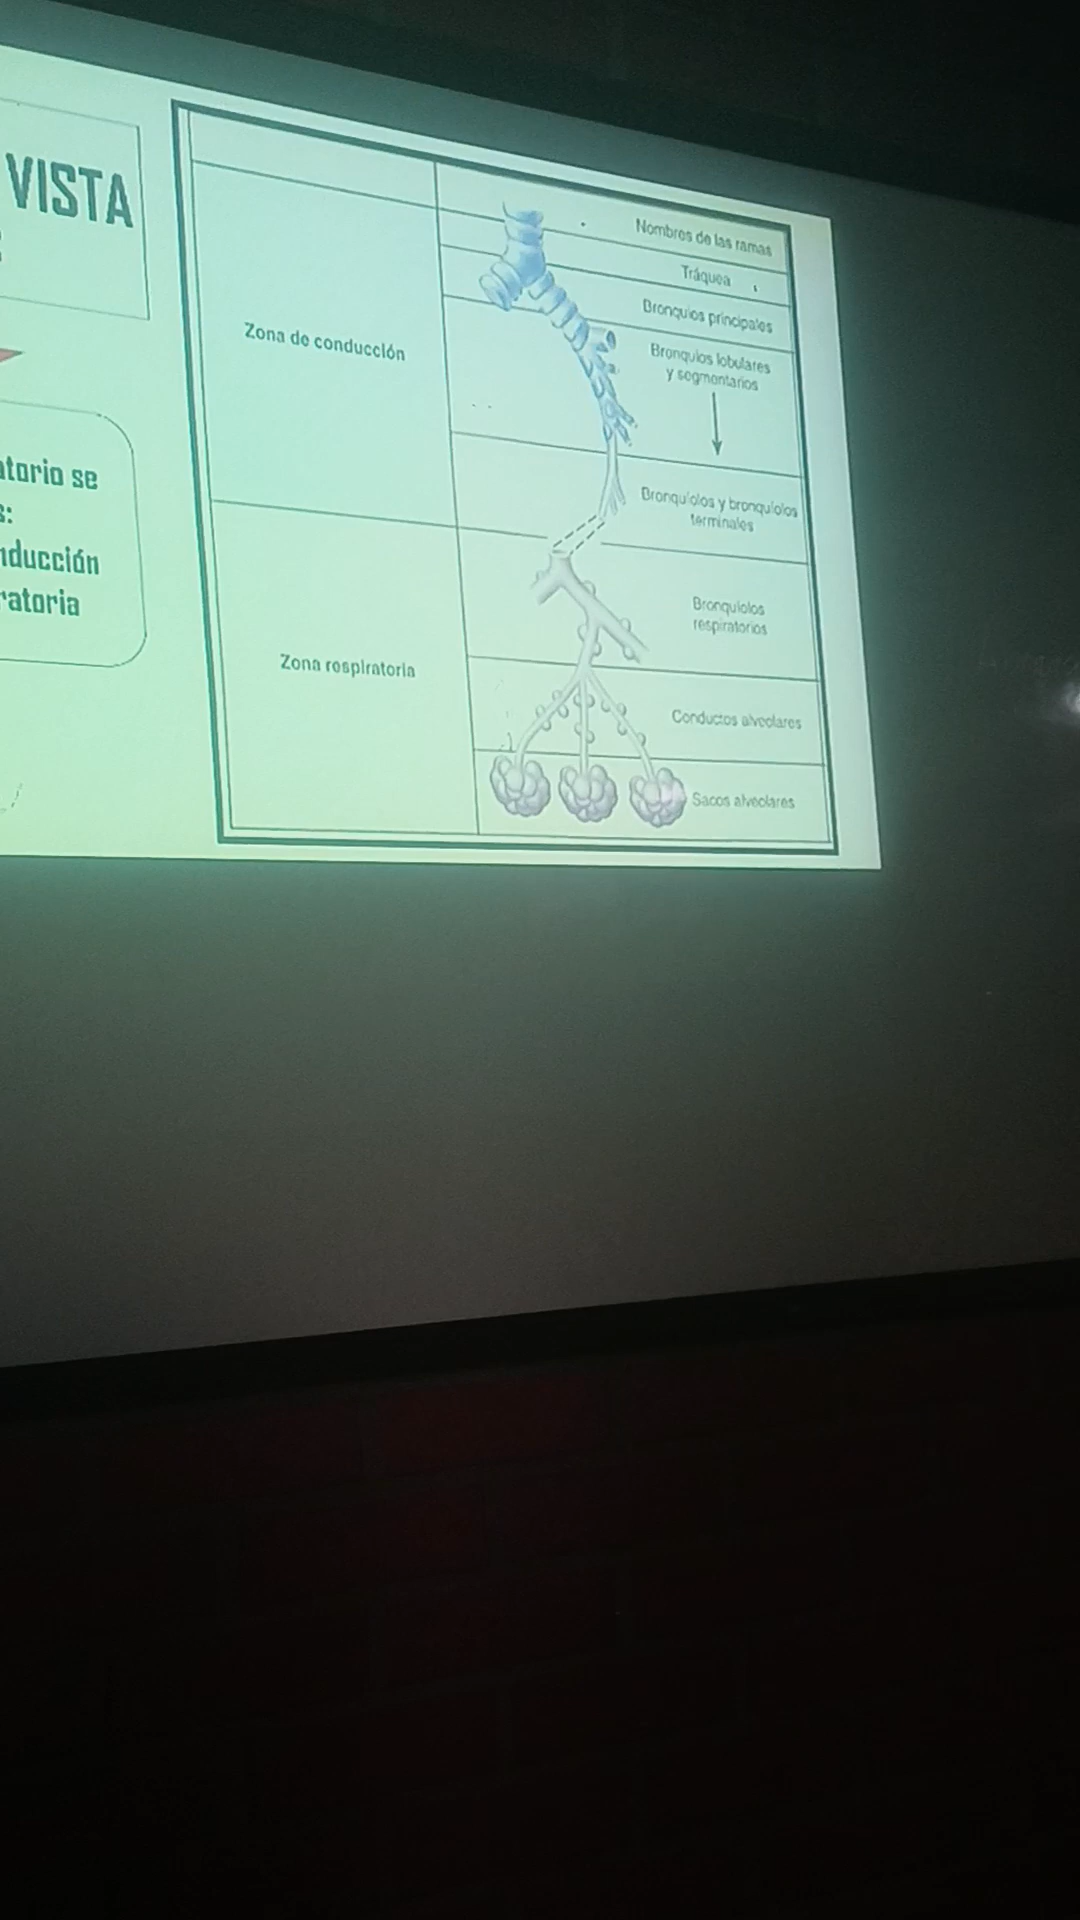 VISTA
atorio se
s:
nducción
ratoria
Zona de conducción
Zona respiratoria
Nombres de las ramas
Tráquea
Bronquios principales
Bronquios lobulares
y segmentarios
Bronquiolos y bronquiolos
terminales
Bronquiolos
respiratorios
Conductos alveolares
Sacos alveolares